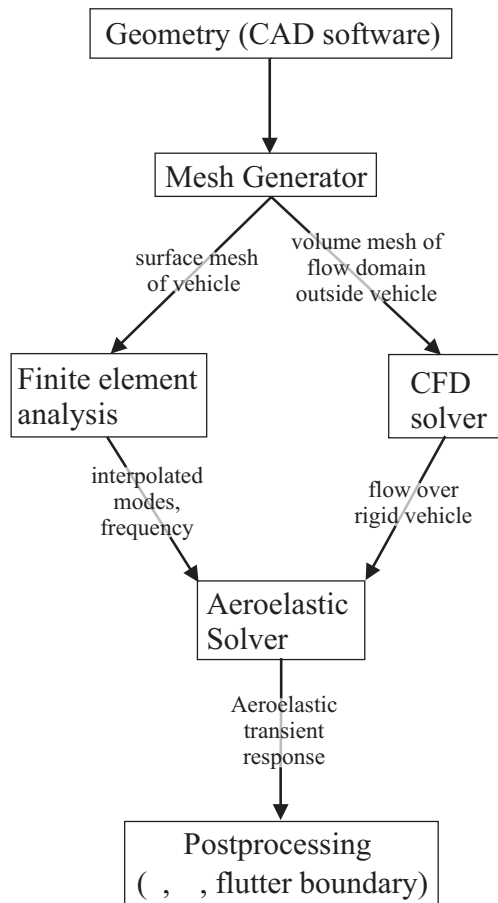 Geometry (CAD software)
Mesh Generator
surface mesh
of vehicle
volume mesh of
flow domain
outside vehicle
Finite element
analysis
CFD
solver
interpolated
modes,
frequency
flow over
rigid vehicle
Aeroelastic
Solver
Aeroelastic
transient
response
Postprocessing
( , , flutter boundary)